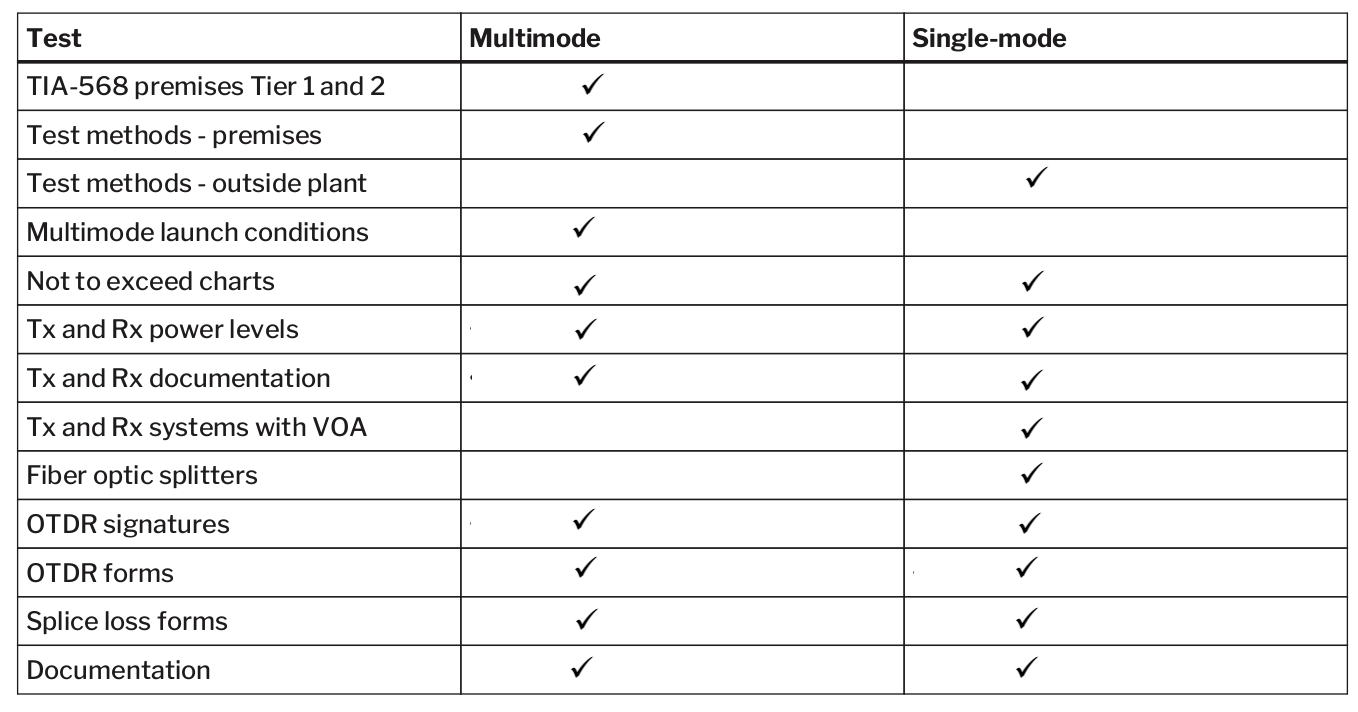 Test Multimode Single-mode
TIA-568 premises Tier 1 and 2 ✓
Test methods - premises ✓
Test methods - outside plant ✓
Multimode launch conditions ✓
Not to exceed charts ✓ ✓
Tx and Rx power levels ✓ ✓
Tx and Rx documentation ✓ ✓
Tx and Rx systems with VOA ✓
Fiber optic splitters ✓
OTDR signatures ✓ ✓
OTDR forms ✓ ✓
Splice loss forms ✓ ✓
Documentation ✓ ✓